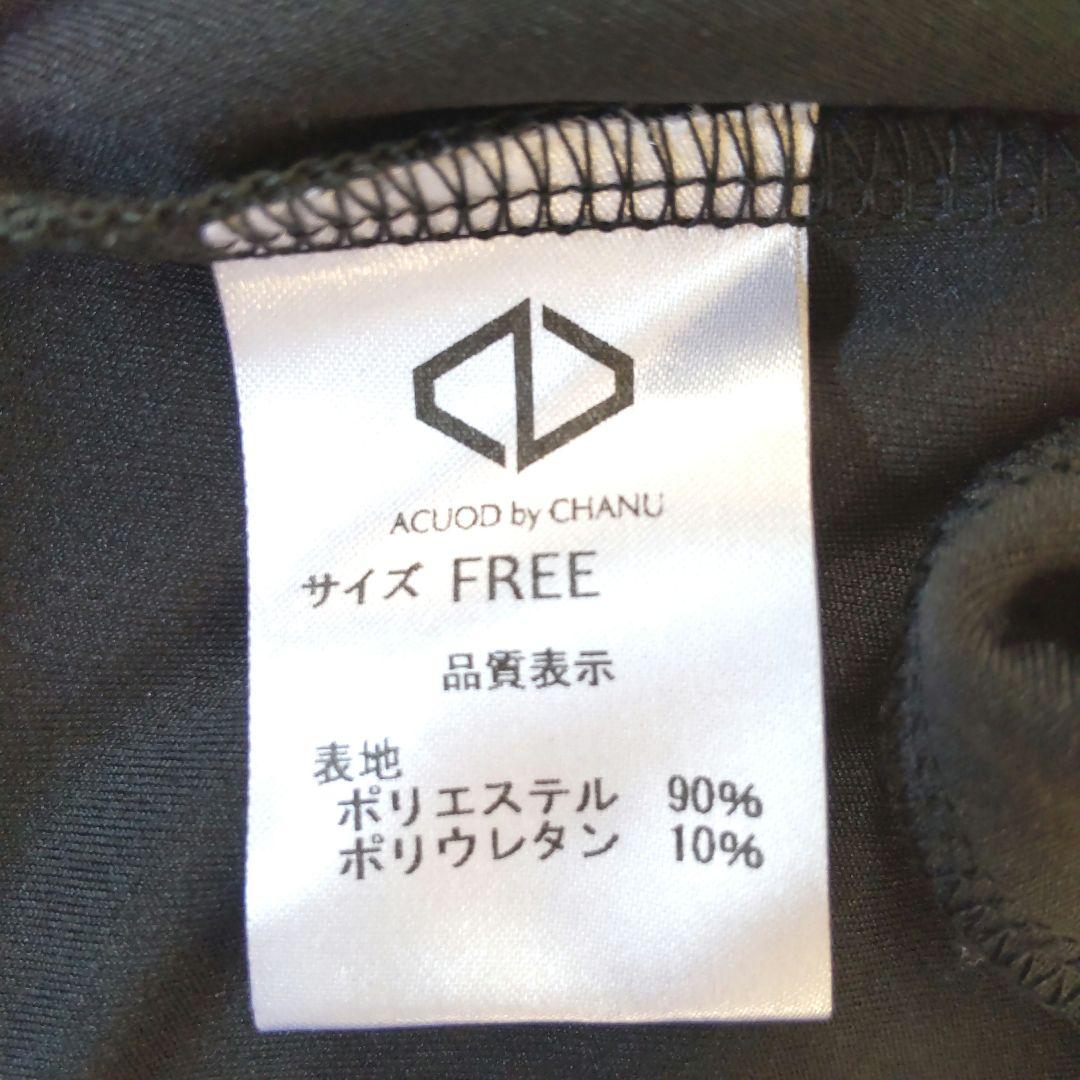 ACUOD by CHANU
サイズ FREE
品質表示
表地
ポリエステル 90%
ポリウレタン 10%